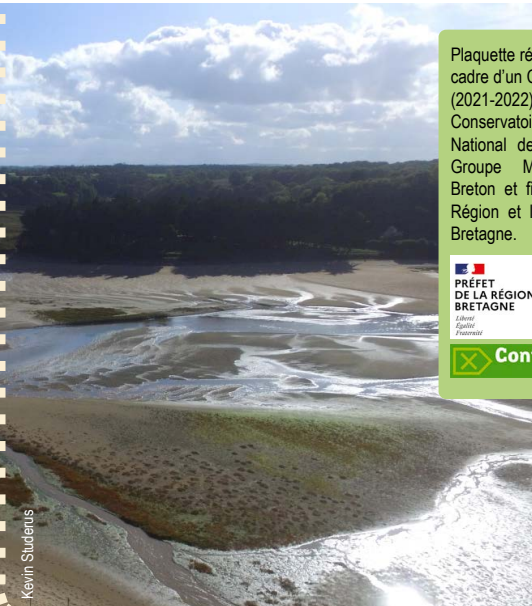 Plaquette
cadre d'un
(2021-2022)
National
Groupe
Breton et
Région et
Bretagne.
PRÉFET
DE LA RÉGION
BRETAGNE
Liberté
Égalité
Fraternité
Kevin Studerus